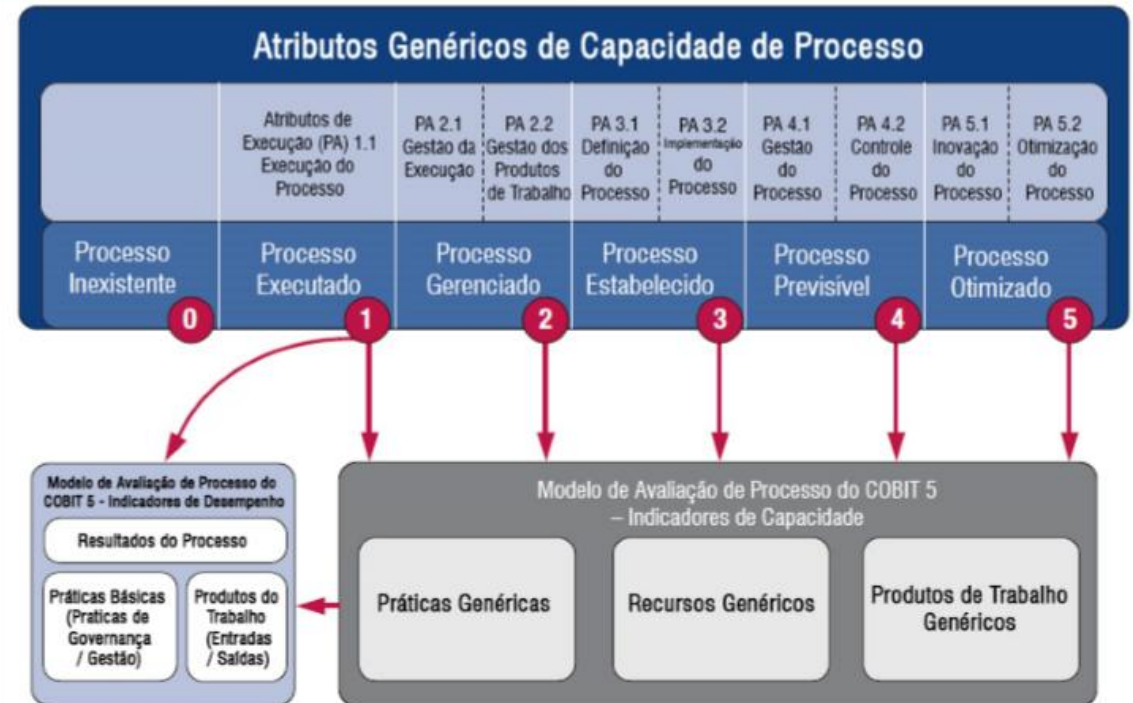 Atributos Genéricos de Capacidade de Processo
Atributos de
Execução (PA) 1.1
Execução do
Processo
PA 2.1
Gestão da
Execução
PA 2.2
Gestão dos
Produtos
de Trabalho
PA 3.1
Definição
do
Processo
PA 3.2
Implementação
do
Processo
PA 4.1
Gestão
do
Processo
PA 4.2
Controle
do
Processo
PA 5.1
Inovação
do
Processo
PA 5.2
Otimização
do
Processo
Processo
Inexistente
0
Processo
Executado
1
Processo
Gerenciado
2
Processo
Estabelecido
3
Processo
Previsível
4
Processo
Otimizado
5
Modelo de Avaliação de Processo do
COBIT 5 - Indicadores de Desempenho
Resultados do Processo
Práticas Básicas
(Praticas de
Governança
/ Gestão)
Produtos do
Trabalho
(Entradas
/ Saídas)
Modelo de Avaliação de Processo do COBIT 5
– Indicadores de Capacidade
Práticas Genéricas
Recursos Genéricos
Produtos de Trabalho
Genéricos